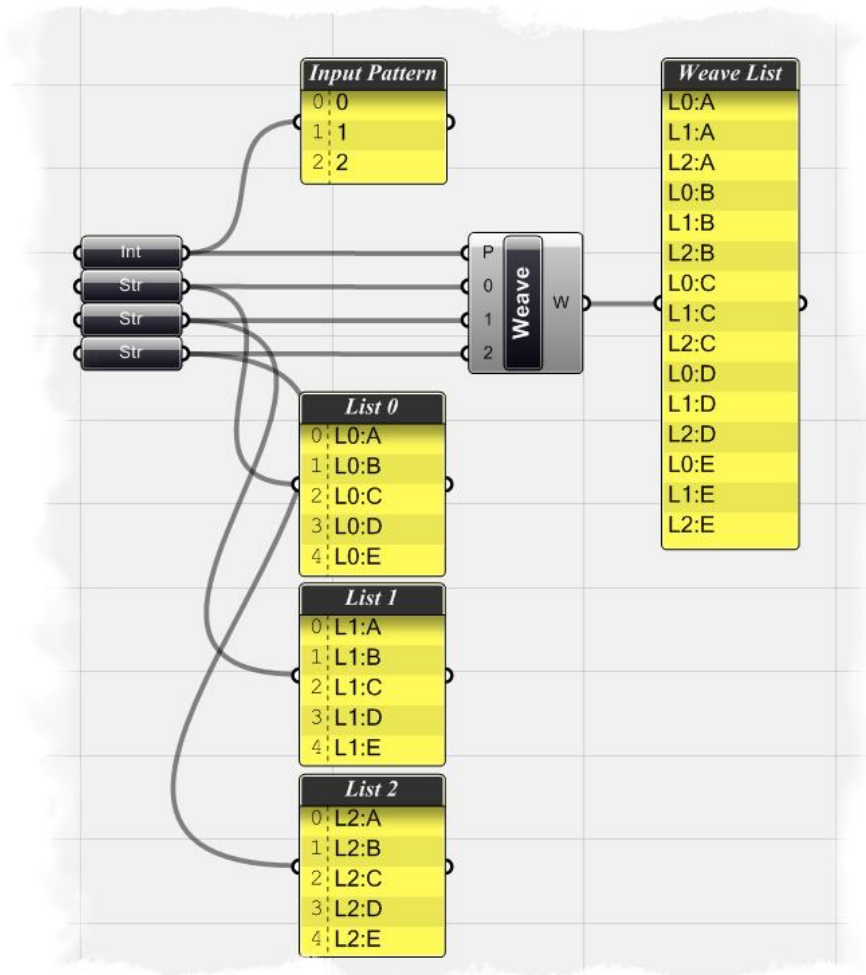 Input Pattern
0 0
1 1
2 2
Weave List
L0:A
L1:A
L2:A
L0:B
L1:B
L2:B
L0:C
L1:C
L2:C
L0:D
L1:D
L2:D
L0:E
L1:E
L2:E
Int
Str
Str
Str
P
0
1
2
Weave
W
List 0
0 L0:A
1 L0:B
2 L0:C
3 L0:D
4 L0:E
List 1
0 L1:A
1 L1:B
2 L1:C
3 L1:D
4 L1:E
List 2
0 L2:A
1 L2:B
2 L2:C
3 L2:D
4 L2:E